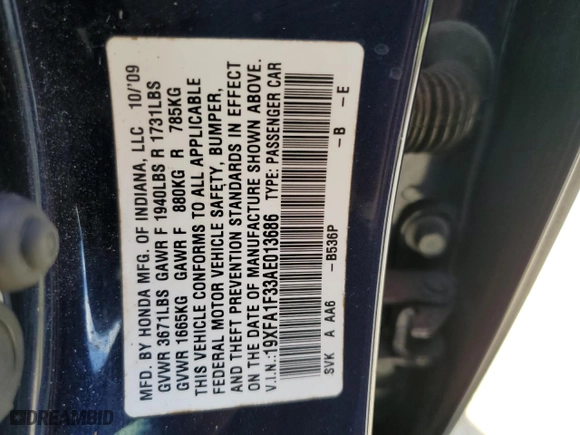 MFD. BY HONDA MFG. OF INDIANA, LLC 10/'09
GVWR 3671LBS GAWR F 1940LBS R 1731LBS
GVWR 1665KG GAWR F 880KG R 785KG
THIS VEHICLE CONFORMS TO ALL APPLICABLE
FEDERAL MOTOR VEHICLE SAFETY, BUMPER,
AND THEFT PREVENTION STANDARDS IN EFFECT
ON THE DATE OF MANUFACTURE SHOWN ABOVE.
V.I.N.:19XFA1F33AE013686 TYPE: PASSENGER CAR
SVK A AA6 -B536P -B -E
DREAMBID